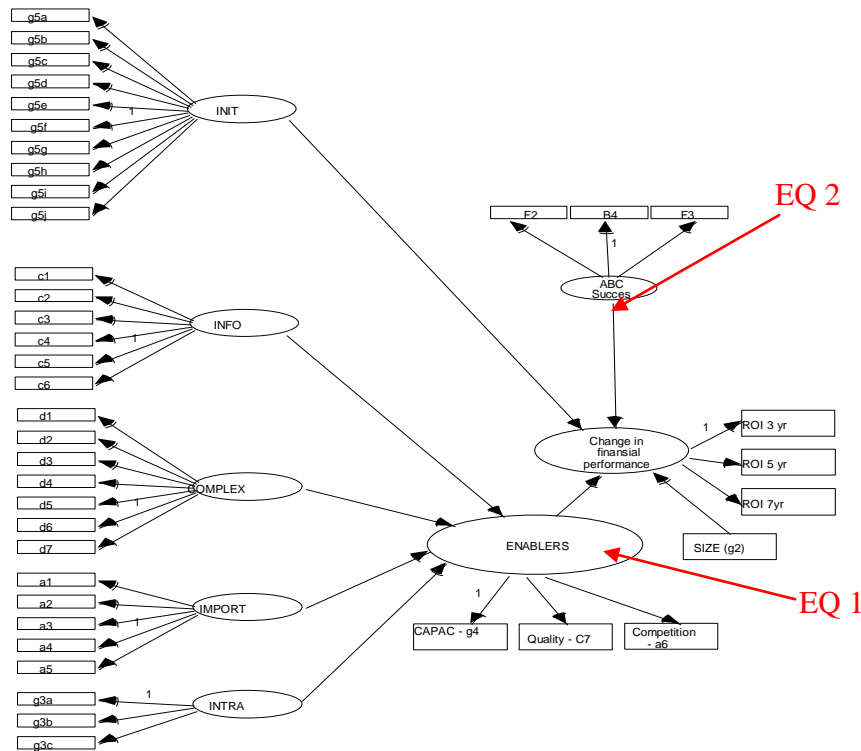 g5a
g5b
g5c
g5d
g5e
g5f
g5g
g5h
g5i
g5j
1
INIT
EQ 2
F2
B4
F3
1
ABC
Succes
c1
c2
c3
c4
c5
c6
1
INFO
d1
d2
d3
d4
d5
d6
d7
1
COMPLEX
Change in
finansial
performance
1
ROI 3 yr
ROI 5 yr
ROI 7yr
SIZE (g2)
ENABLERS
EQ 1
a1
a2
a3
a4
a5
1
IMPORT
1
CAPAC - g4
Quality - C7
Competition
- a6
g3a
g3b
g3c
1
INTRA